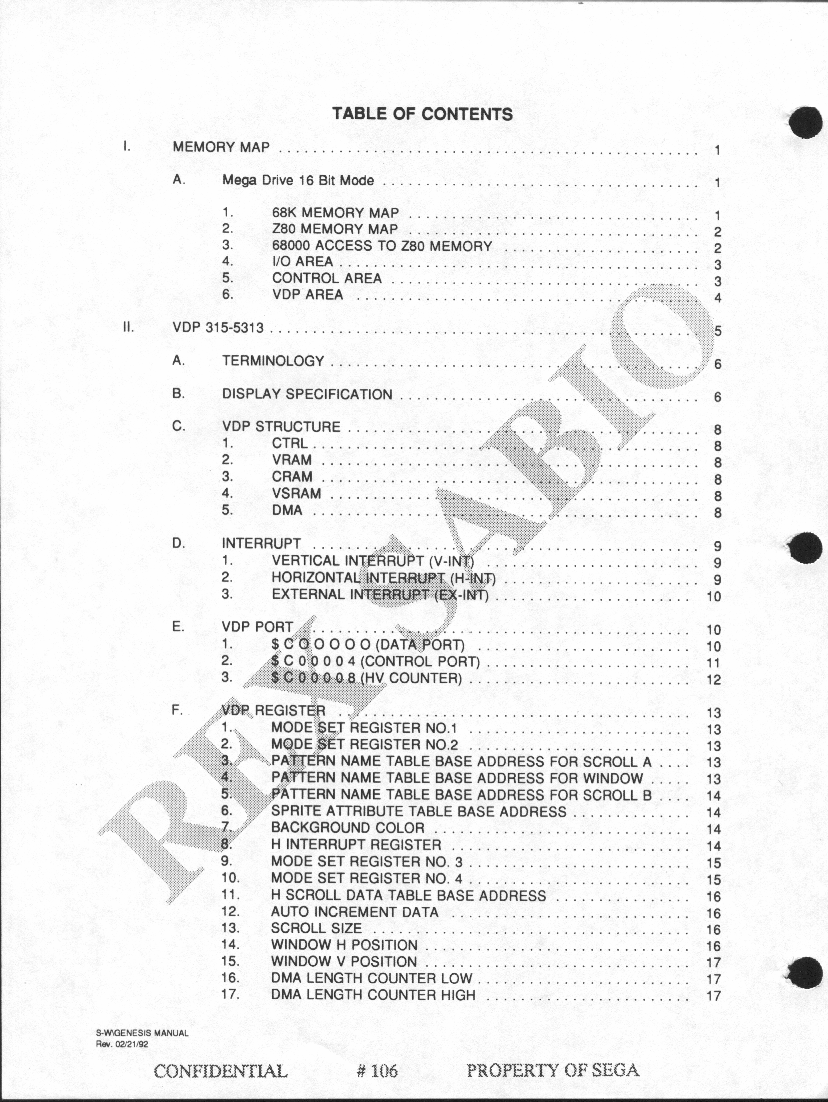 TABLE OF CONTENTS
I. MEMORY MAP 1
A. Mega Drive 16 Bit Mode 1
1. 68K MEMORY MAP 1
2. Z80 MEMORY MAP 2
3. 68000 ACCESS TO Z80 MEMORY 2
4. I/O AREA 3
5. CONTROL AREA 3
6. VDP AREA 4
II. VDP 315-5313 5
A. TERMINOLOGY 6
B. DISPLAY SPECIFICATION 6
C. VDP STRUCTURE 8
1. CTRL 8
2. VRAM 8
3. CRAM 8
4. VSRAM 8
5. DMA 8
D. INTERRUPT 9
1. VERTICAL INTERRUPT (V-INT) 9
2. HORIZONTAL INTERRUPT (H-INT) 9
3. EXTERNAL INTERRUPT (EX-INT) 10
E. VDP PORT 10
1. $ C 0 0 0 0 0 (DATA PORT) 10
2. $ C 0 0 0 0 4 (CONTROL PORT) 11
3. $ C 0 0 0 0 8 (HV COUNTER) 12
F. VDP REGISTER 13
1. MODE SET REGISTER NO.1 13
2. MODE SET REGISTER NO.2 13
3. PATTERN NAME TABLE BASE ADDRESS FOR SCROLL A 13
4. PATTERN NAME TABLE BASE ADDRESS FOR WINDOW 13
5. PATTERN NAME TABLE BASE ADDRESS FOR SCROLL B 14
6. SPRITE ATTRIBUTE TABLE BASE ADDRESS 14
7. BACKGROUND COLOR 14
8. H INTERRUPT REGISTER 14
9. MODE SET REGISTER NO. 3 15
10. MODE SET REGISTER NO. 4 15
11. H SCROLL DATA TABLE BASE ADDRESS 16
12. AUTO INCREMENT DATA 16
13. SCROLL SIZE 16
14. WINDOW H POSITION 16
15. WINDOW V POSITION 17
16. DMA LENGTH COUNTER LOW 17
17. DMA LENGTH COUNTER HIGH 17
REX SABIO
S-W\GENESIS MANUAL
Rev. 02/21/92
CONFIDENTIAL # 106 PROPERTY OF SEGA